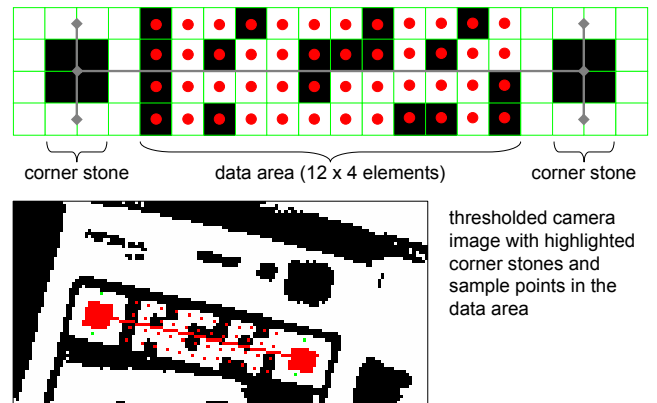 corner stone data area (12 x 4 elements) corner stone
thresholded camera
image with highlighted
corner stones and
sample points in the
data area